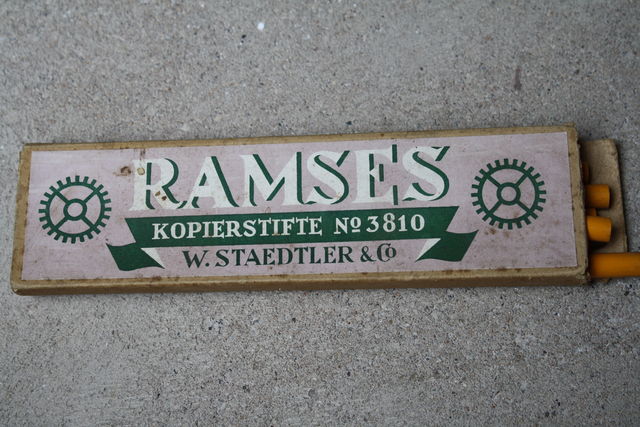 RAMSES
KOPIERSTIFTE No 3810
W. STAEDTLER & Co